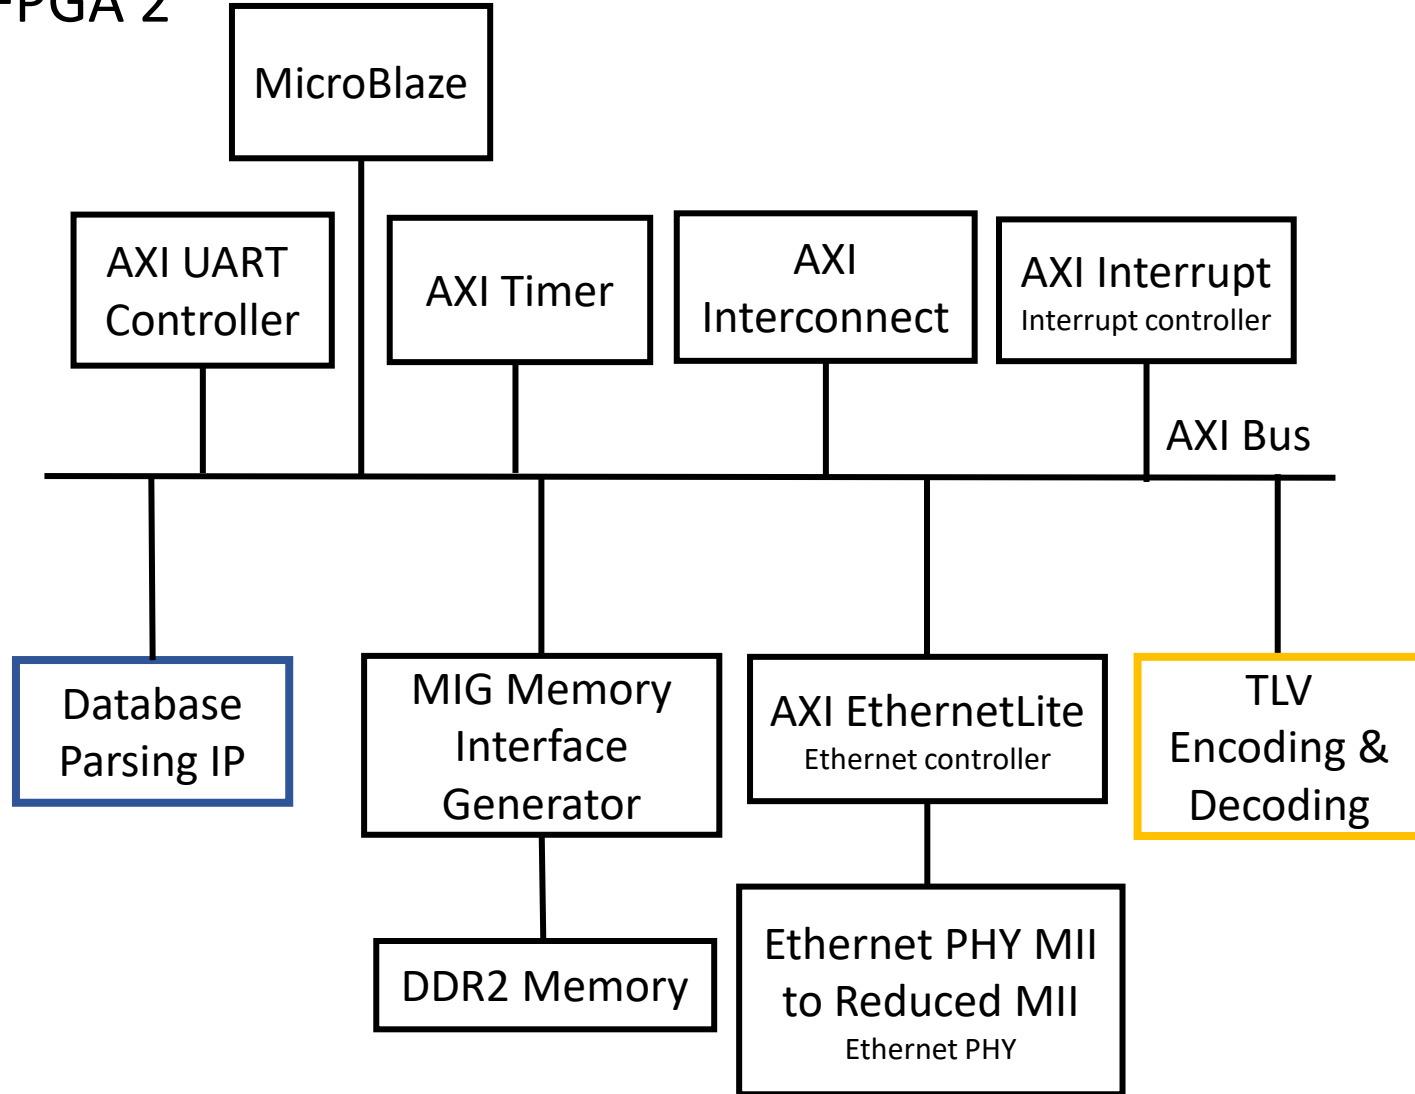 -PGA 2
MicroBlaze
AXI UART
Controller
AXI Timer
AXI
Interconnect
AXI Interrupt
Interrupt controller
AXI Bus
Database
Parsing IP
MIG Memory
Interface
Generator
AXI EthernetLite
Ethernet controller
TLV
Encoding &
Decoding
DDR2 Memory
Ethernet PHY MII
to Reduced MII
Ethernet PHY